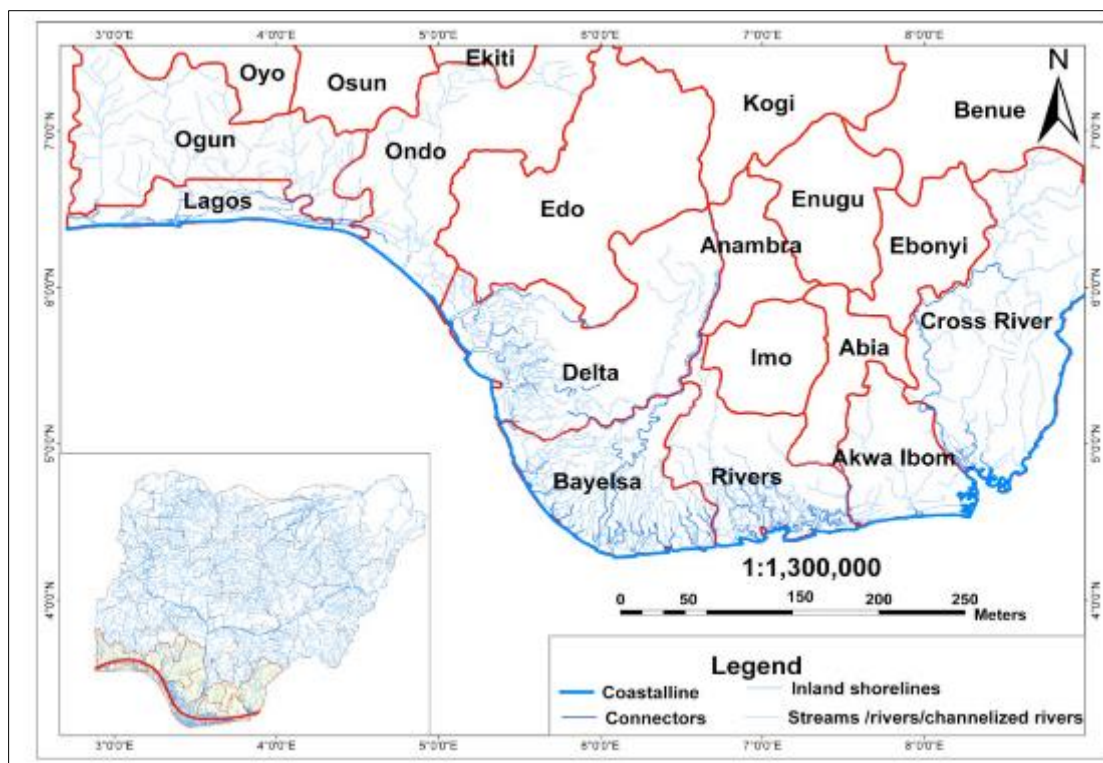 3°0'0"E 4°0'0"E 5°0'0"E 6°0'0"E 7°0'0"E 8°0'0"E
Ekiti
N
Oyo
Osun
Kogi
Benue
7°0'0"N
7°0'0"N
Ogun
Ondo
Lagos
Edo
Enugu
Anambra
Ebonyi
6°0'0"N
6°0'0"N
Cross River
Imo
Abia
Delta
5°0'0"N
5°0'0"N
Akwa Ibom
Bayelsa
Rivers
1:1,300,000
4°0'0"N
4°0'0"N
0 50 150 200 250
Meters
Legend
Coastalline
Inland shorelines
Connectors
Streams /rivers/channelized rivers
3°0'0"E 4°0'0"E 5°0'0"E 6°0'0"E 7°0'0"E 8°0'0"E